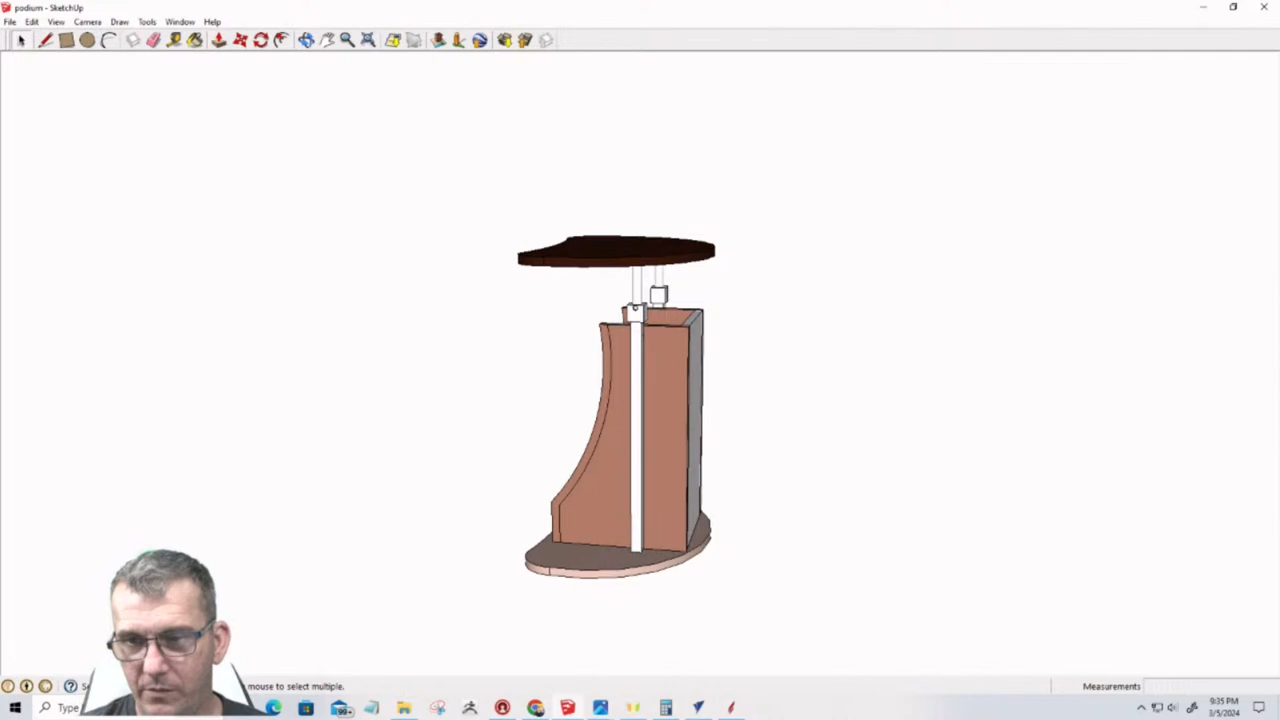 podium - SketchUp
File Edit View Camera Draw Tools Window Help
mouse to select multiple.
Measurements
Type
99+
9:35 PM
3/5/2024